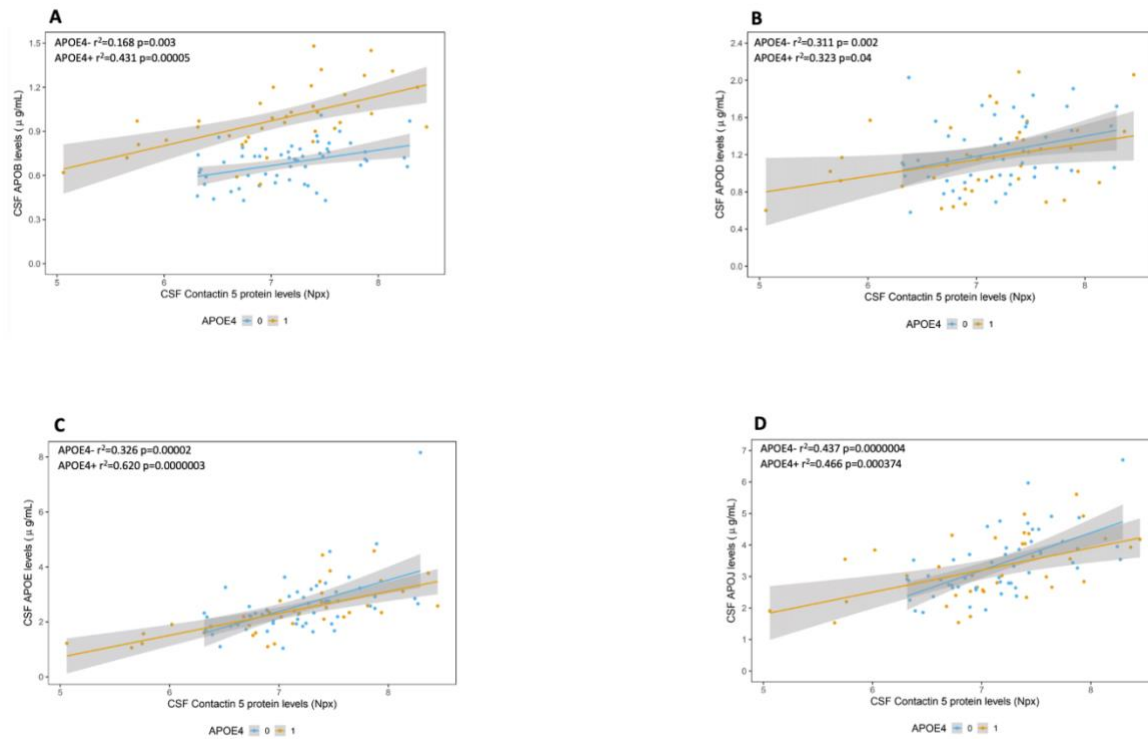 A
APOE4- r²=0.168 p=0.003
APOE4+ r²=0.431 p=0.00005
CSF APOB levels ( μ g/mL)
1.5
1.2
0.9
0.6
0.3
0.0
5 6 7 8
CSF Contactin 5 protein levels (Npx)
APOE4 0 1
B
APOE4- r²=0.311 p= 0.002
APOE4+ r²=0.323 p=0.04
CSF APOD levels ( μ g/mL)
2.4
2.0
1.6
1.2
0.8
0.4
0.0
5 6 7 8
CSF Contactin 5 protein levels (Npx)
APOE4 0 1
C
APOE4- r²=0.326 p=0.00002
APOE4+ r²=0.620 p=0.0000003
CSF APOE levels ( μ g/mL)
8
6
4
2
0
5 6 7 8
CSF Contactin 5 protein levels (Npx)
APOE4 0 1
D
APOE4- r²=0.437 p=0.0000004
APOE4+ r²=0.466 p=0.000374
CSF APOJ levels ( μ g/mL)
7
6
5
4
3
2
1
0
5 6 7 8
CSF Contactin 5 protein levels (Npx)
APOE4 0 1